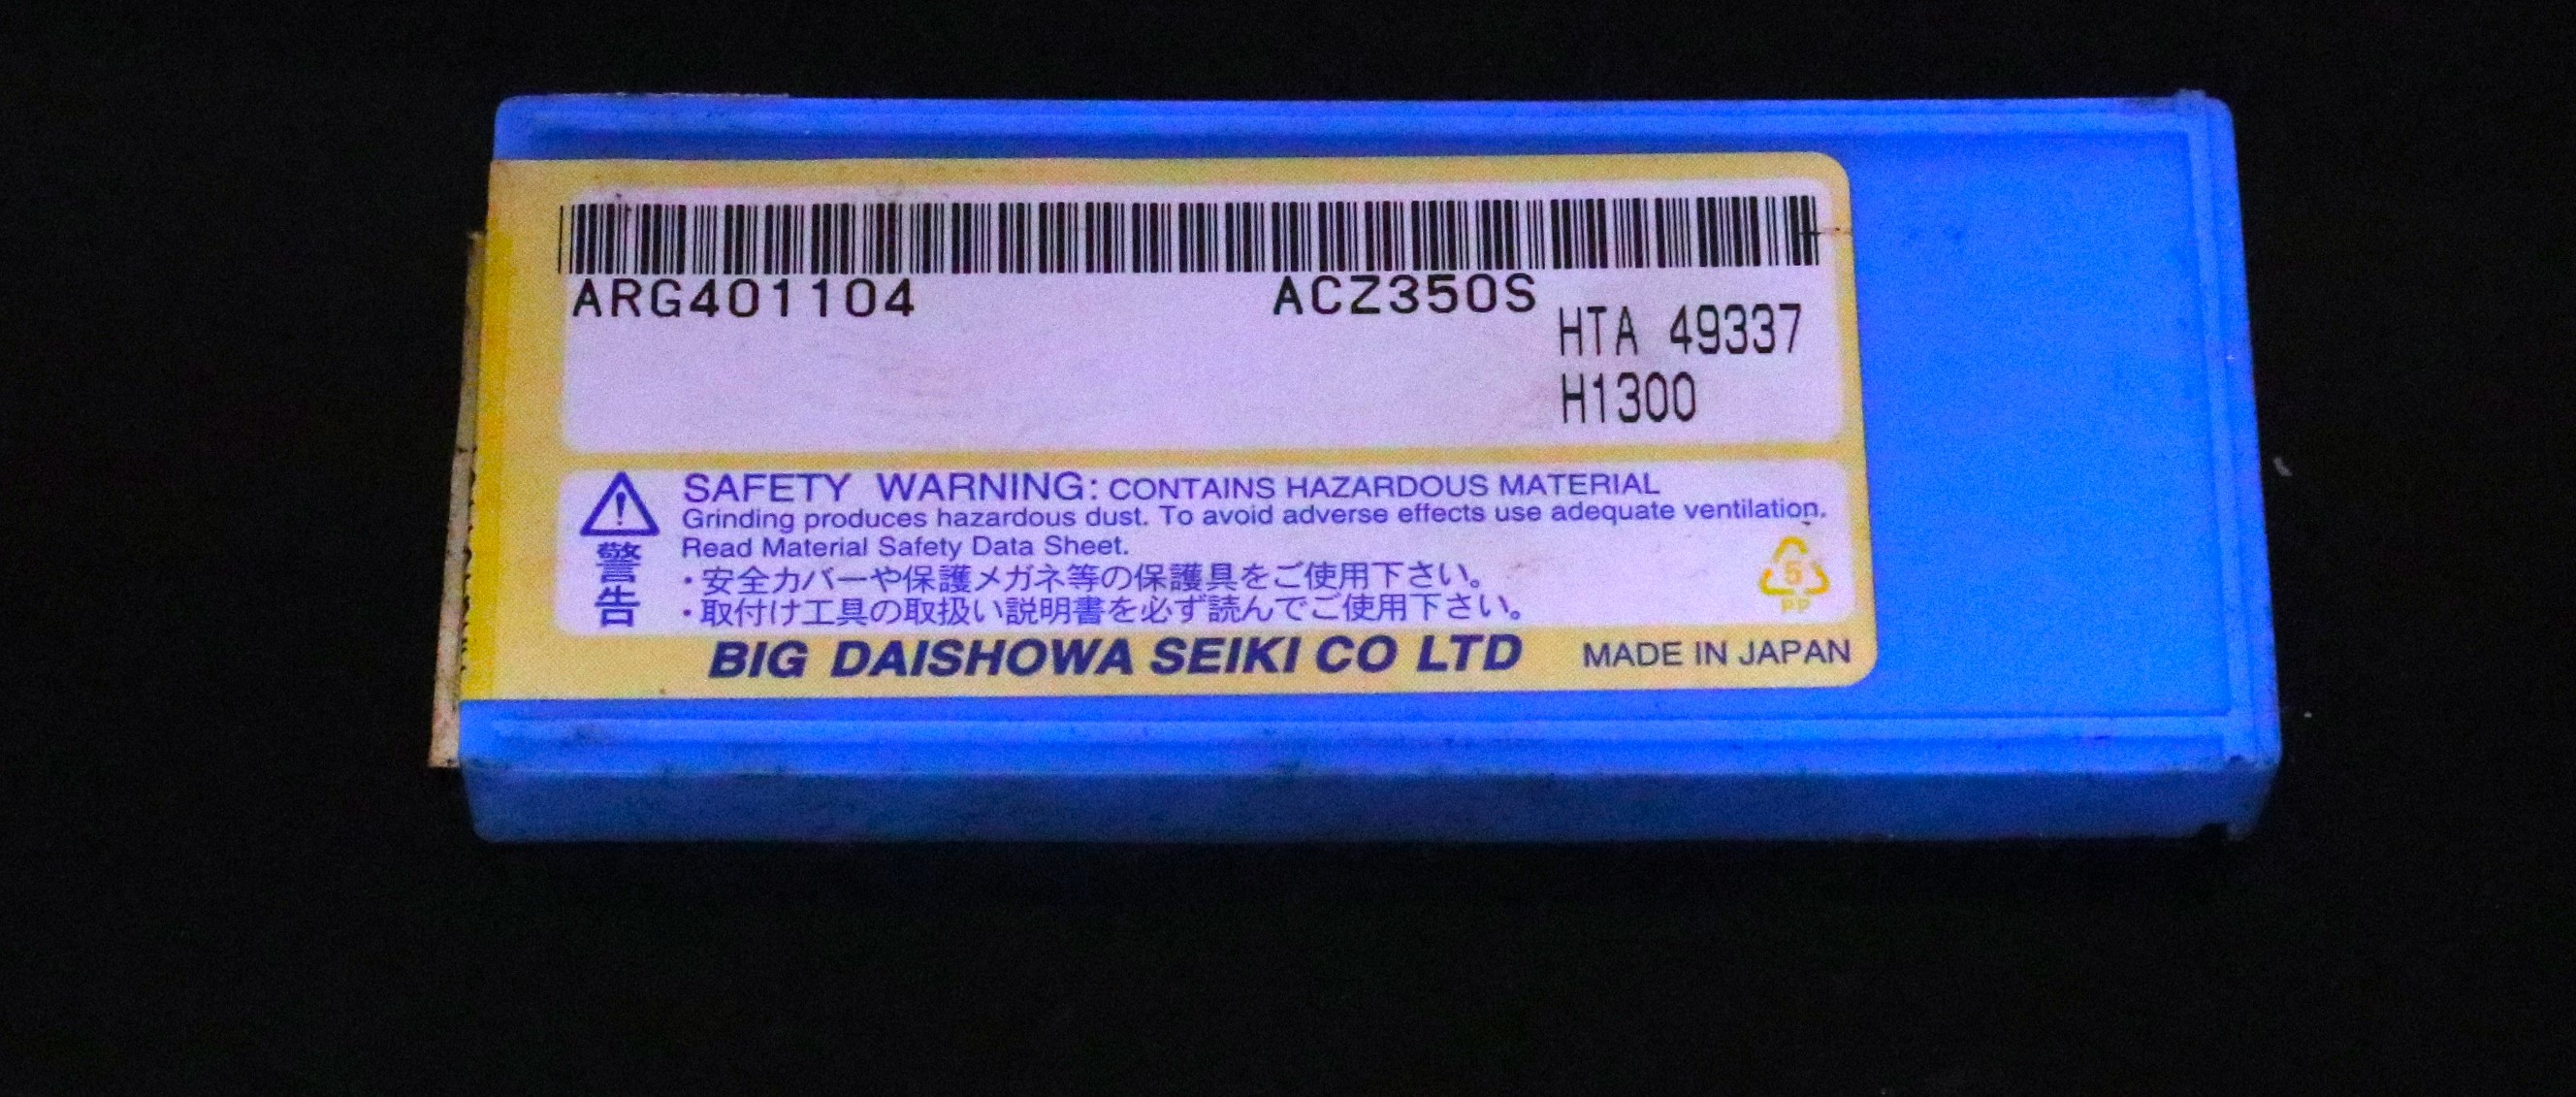 ARG401104 ACZ350S
HTA 49337
H1300
SAFETY WARNING: CONTAINS HAZARDOUS MATERIAL
Grinding produces hazardous dust. To avoid adverse effects use adequate ventilation.
Read Material Safety Data Sheet.
警告
・安全カバーや保護メガネ等の保護具をご使用下さい。
・取付け工具の取扱い説明書を必ず読んでご使用下さい。
5
PP
BIG DAISHOWA SEIKI CO LTD MADE IN JAPAN